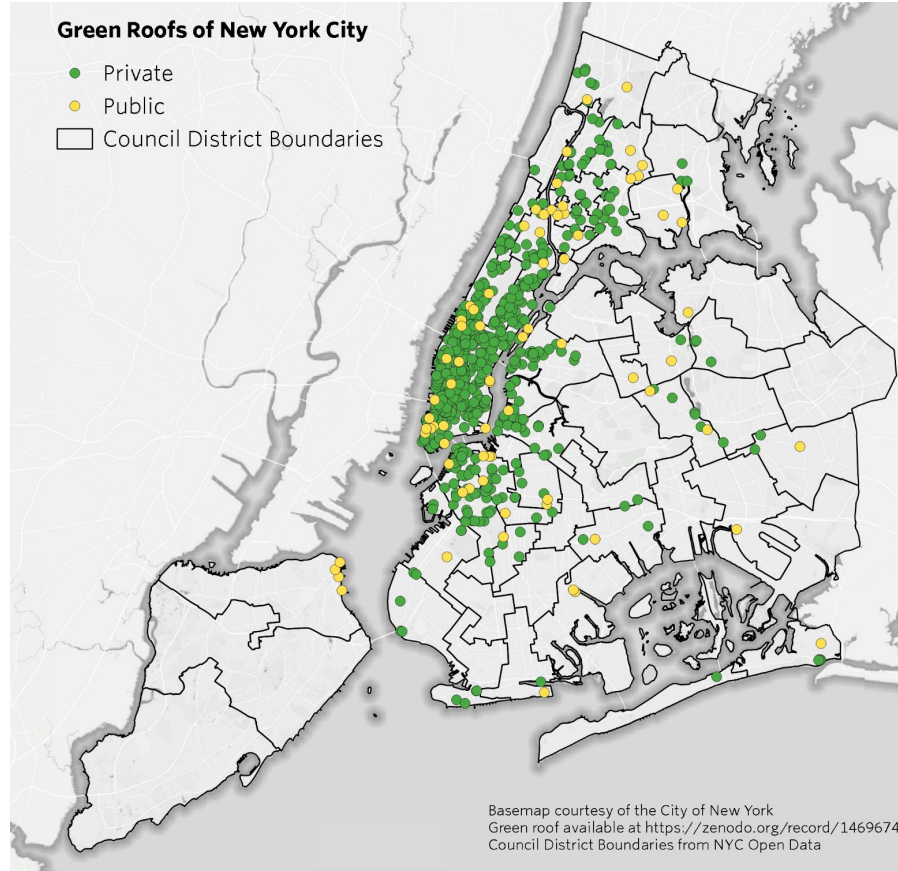 Green Roofs of New York City
Private
Public
Council District Boundaries
Basemap courtesy of the City of New York
Green roof available at https://zenodo.org/record/1469674
Council District Boundaries from NYC Open Data